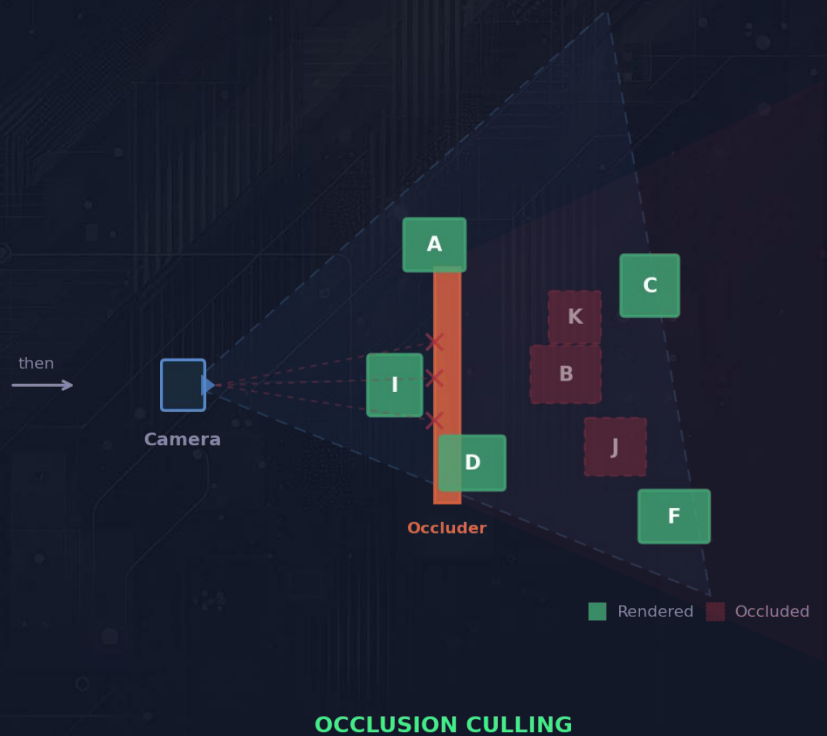 A
C
K
then
B
I
Camera
J
D
F
Occluder
Rendered
Occluded
OCCLUSION CULLING